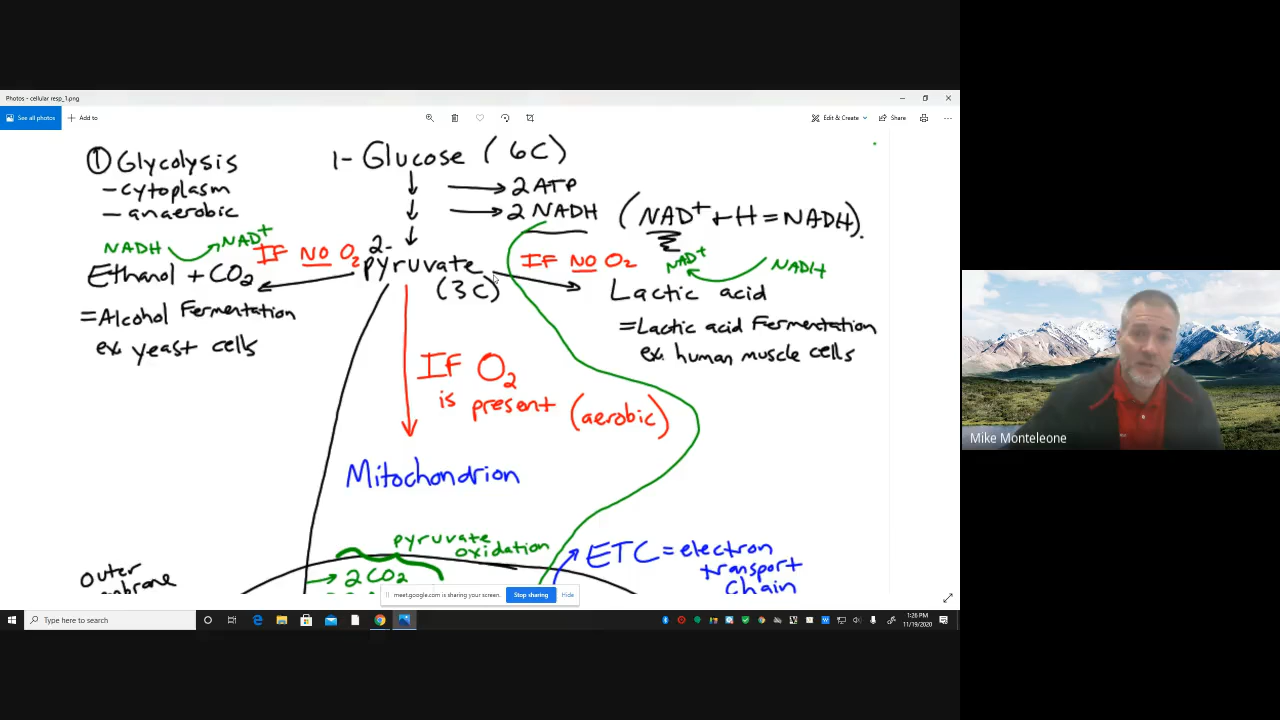 Photos - cellular resp_1.png
See all photos
Add to
Edit & Create
Share
① Glycolysis
- cytoplasm
- anaerobic
1- Glucose (6C)
2 ATP
2 NADH
(NAD+ + H = NADH).
NADH
NAD+
IF NO O2
2-
pyruvate
(3C)
IF NO O2
NAD+
NADH
Ethanol + CO2
= Alcohol Fermentation
ex. yeast cells
Lactic acid
= Lactic acid Fermentation
ex. human muscle cells
IF O2
is present (aerobic)
Mitochondrion
pyruvate
oxidation
ETC = electron
transport
chain
outer
2 CO2
meet.google.com is sharing your screen.
Stop sharing
Hide
Type here to search
1:26 PM
11/19/2020
Mike Monteleone